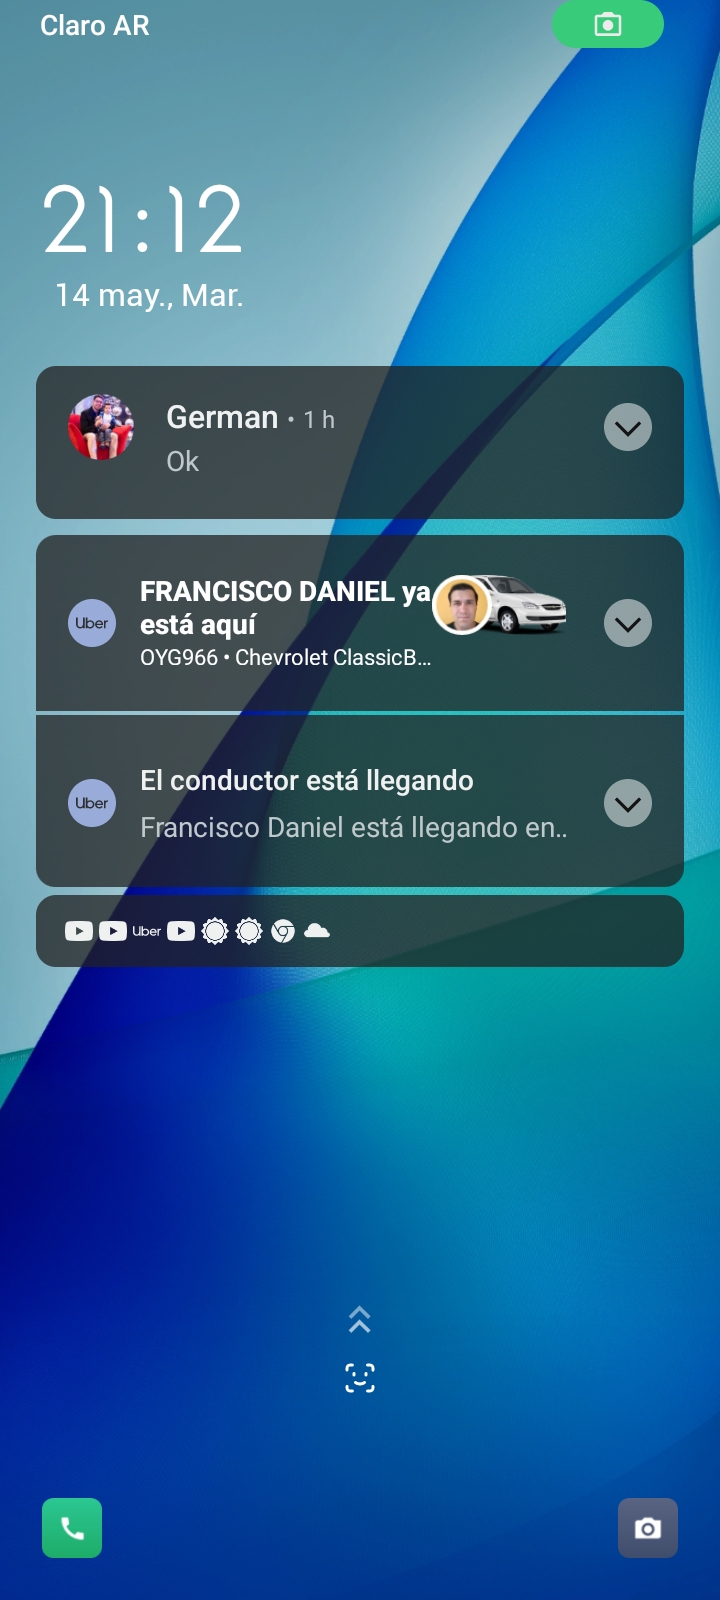 Claro AR
21:12
14 may., Mar.
German • 1 h
Ok
Uber
FRANCISCO DANIEL ya
está aquí
OYG966 • Chevrolet ClassicB...
Uber
El conductor está llegando
Francisco Daniel está llegando en..
Uber